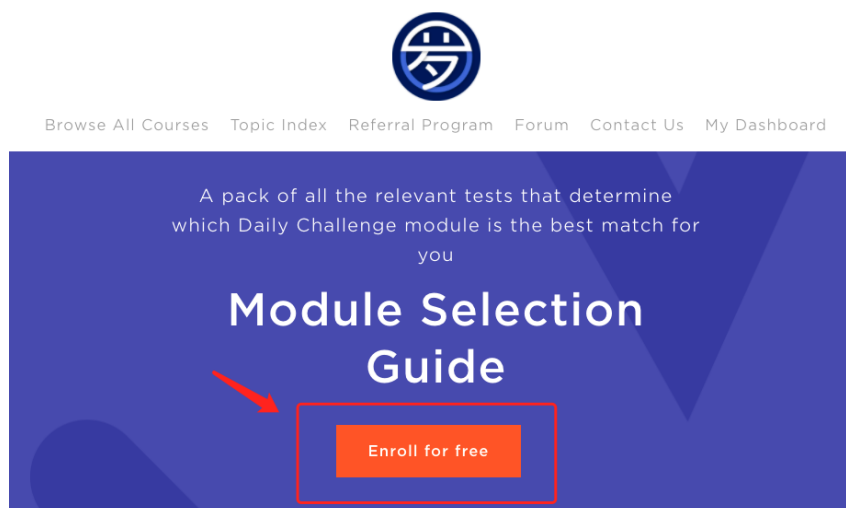 Browse All Courses Topic Index Referral Program Forum Contact Us My Dashboard
A pack of all the relevant tests that determine
which Daily Challenge module is the best match for
you
Module Selection
Guide
Enroll for free